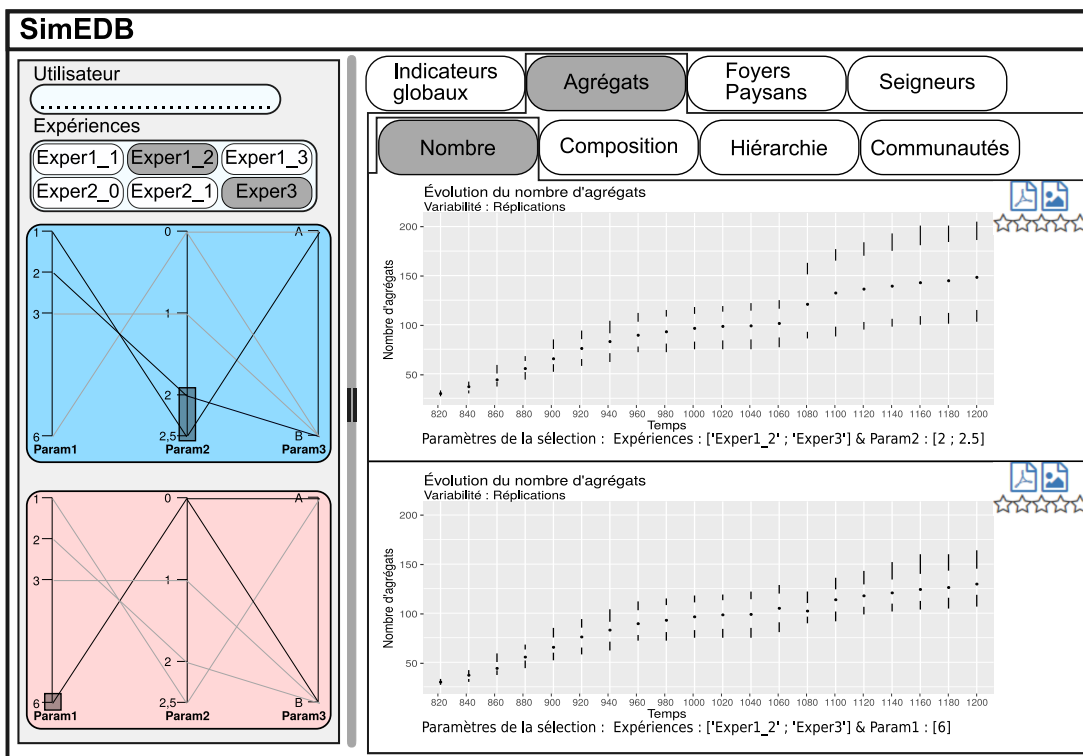 SimEDB
Utilisateur
Expériences
Exper1_1 Exper1_2 Exper1_3
Exper2_0 Exper2_1 Exper3
1 0 A
2
3 1
2
6 2,5 B
Param1 Param2 Param3
1 0 A
2
3 1
2
6 2,5 B
Param1 Param2 Param3
Indicateurs
globaux
Agrégats
Foyers
Paysans
Seigneurs
Nombre Composition Hiérarchie Communautés
Évolution du nombre d'agrégats
Variabilité : Réplications
Nombre d'agrégats
200
150
100
50
820 840 860 880 900 920 940 960 980 1000 1020 1040 1060 1080 1100 1120 1140 1160 1180 1200
Temps
Paramètres de la sélection : Expériences : ['Exper1_2' ; 'Exper3'] & Param2 : [2 ; 2.5]
Évolution du nombre d'agrégats
Variabilité : Réplications
Nombre d'agrégats
200
150
100
50
820 840 860 880 900 920 940 960 980 1000 1020 1040 1060 1080 1100 1120 1140 1160 1180 1200
Temps
Paramètres de la sélection : Expériences : ['Exper1_2' ; 'Exper3'] & Param1 : [6]